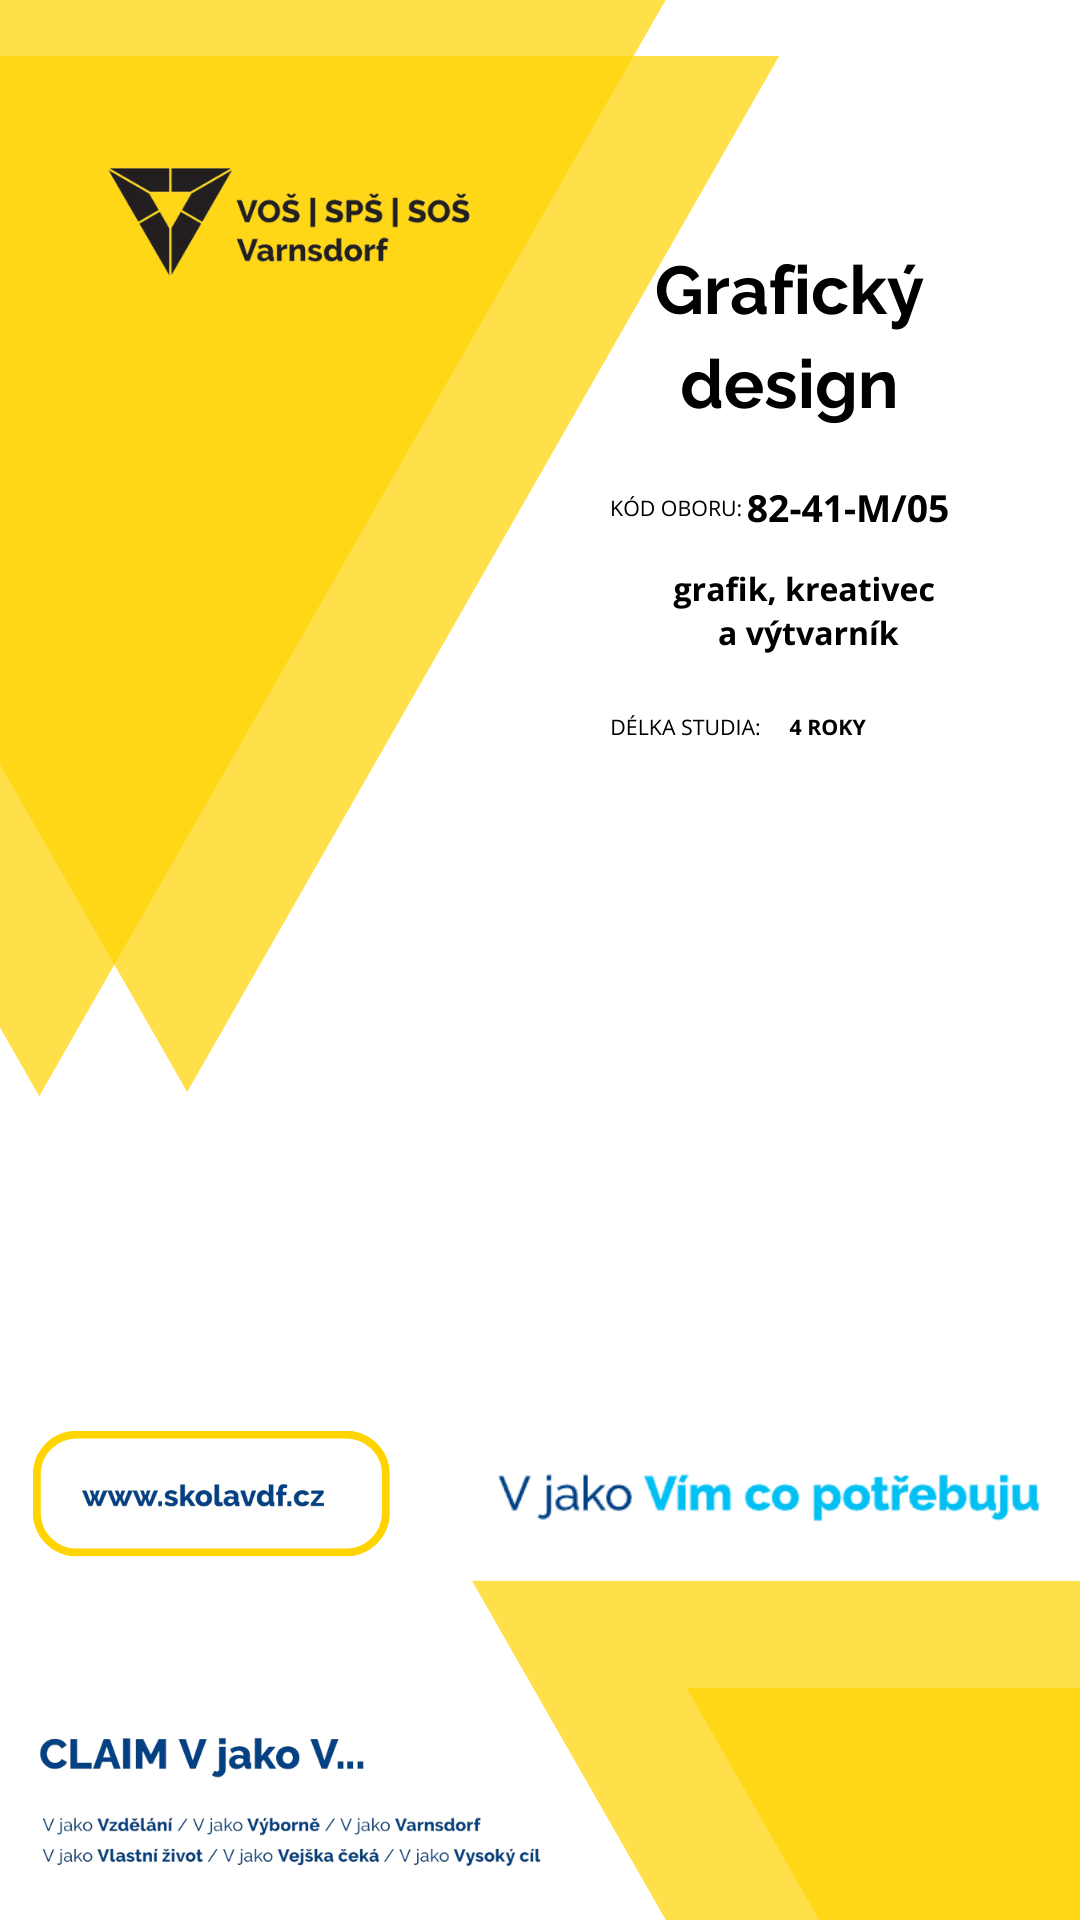 VOŠ | SPŠ | SOŠ
Varnsdorf
Grafický
design
KÓD OBORU: 82-41-M/05
grafik, kreativec
a výtvarník
DÉLKA STUDIA: 4 ROKY
www.skolavdf.cz
V jako Vím co potřebuju
CLAIM V jako V...
V jako Vzdělání / V jako Výborně / V jako Varnsdorf
V jako Vlastní život / V jako Vejška čeká / V jako Vysoký cíl